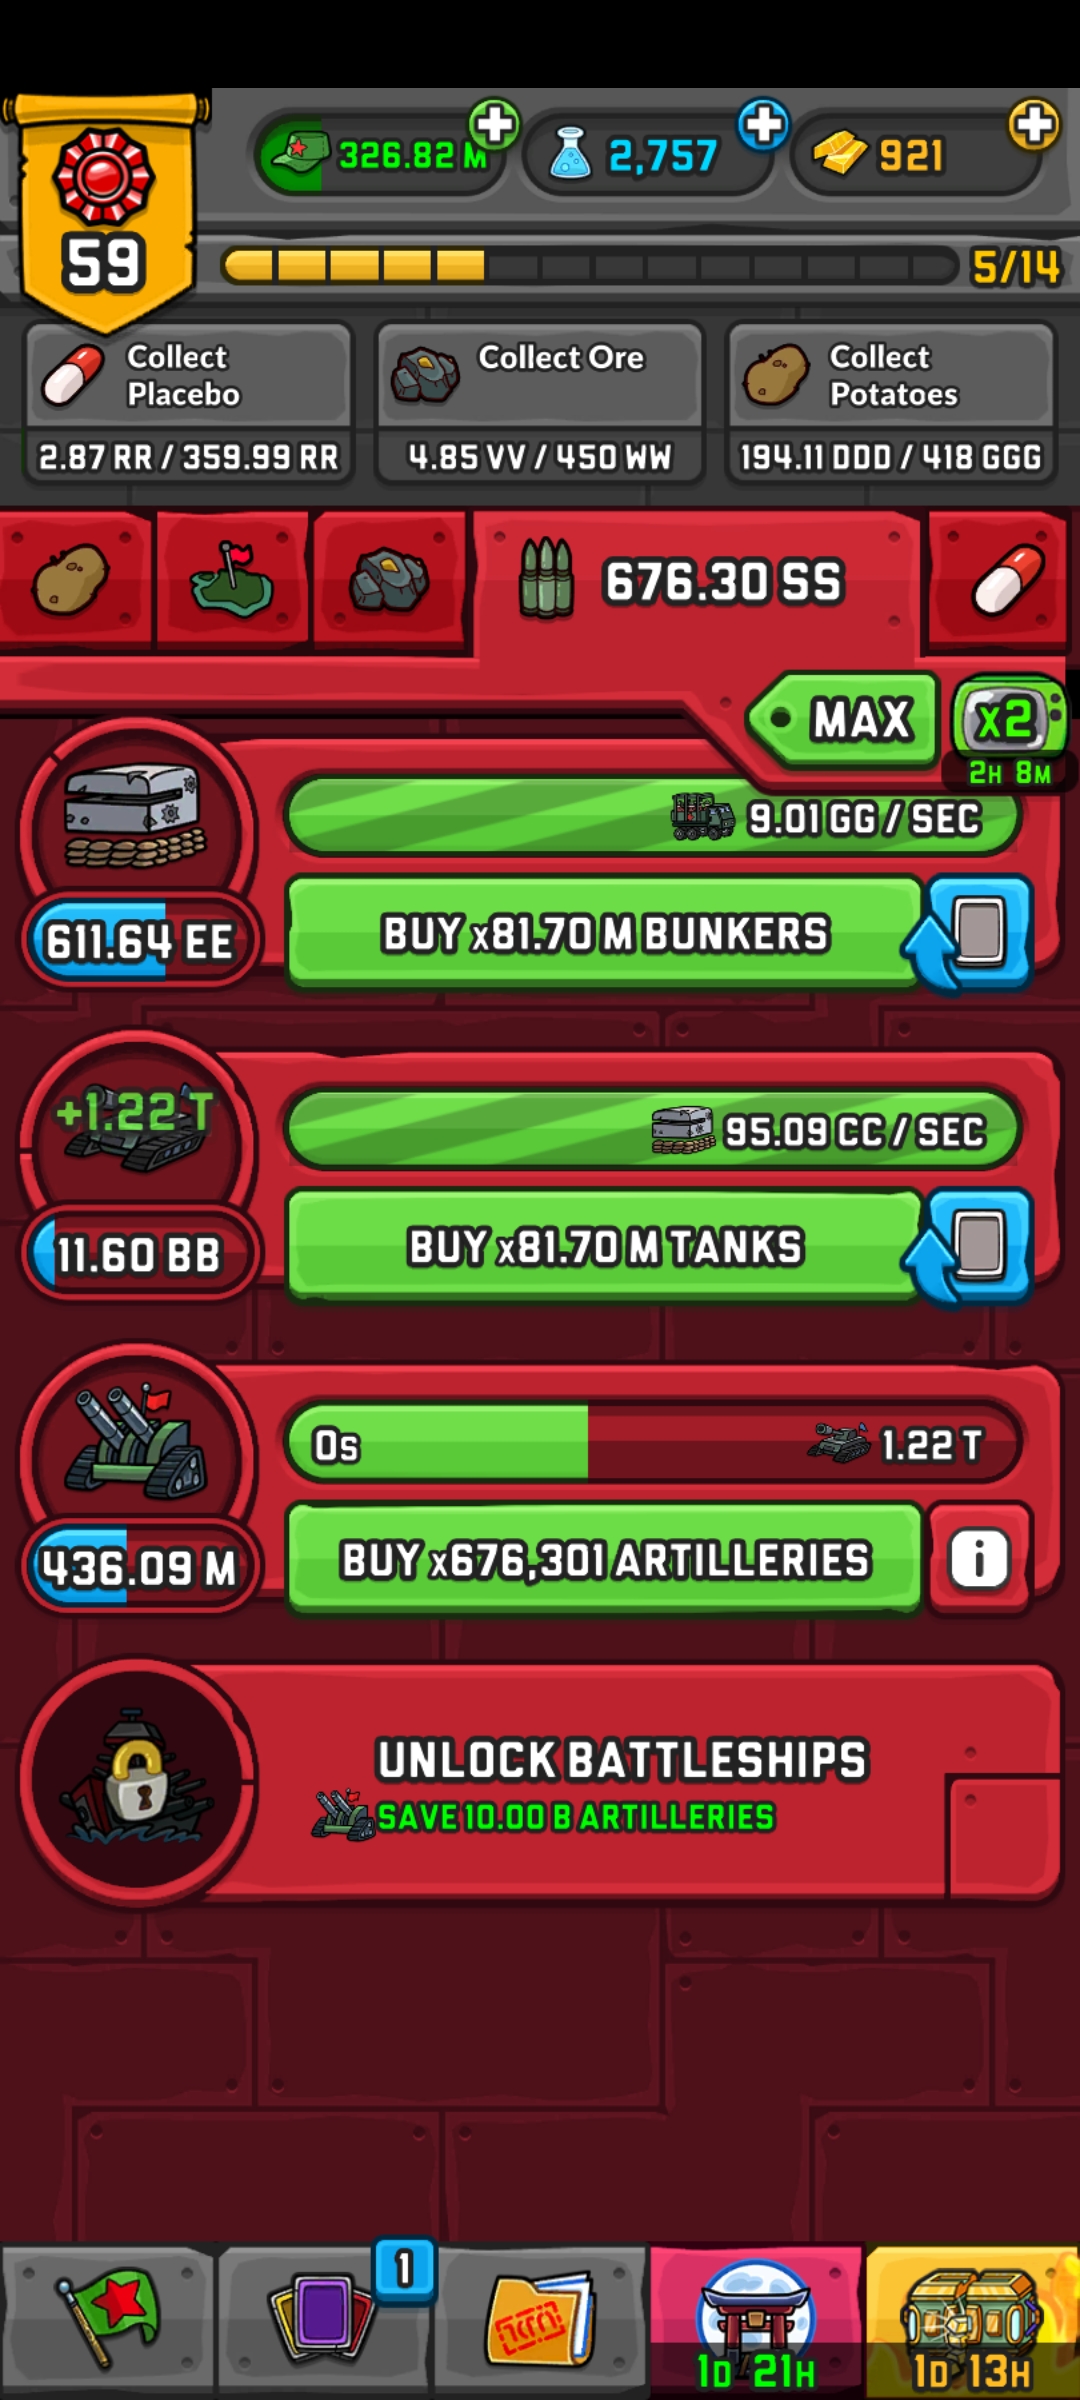 326.82 M
2,757
921
59
5/14
Collect
Placebo
2.87 RR / 359.99 RR
Collect Ore
4.85 VV / 450 WW
Collect
Potatoes
194.11 DDD / 418 GGG
676.30 SS
MAX
x2
2H 8M
9.01 GG / SEC
611.64 EE
BUY x81.70 M BUNKERS
+1.22 T
95.09 CC / SEC
11.60 BB
BUY x81.70 M TANKS
0s
1.22 T
436.09 M
BUY x676,301 ARTILLERIES
i
UNLOCK BATTLESHIPS
SAVE 10.00 B ARTILLERIES
1
1D 21H
1D 13H